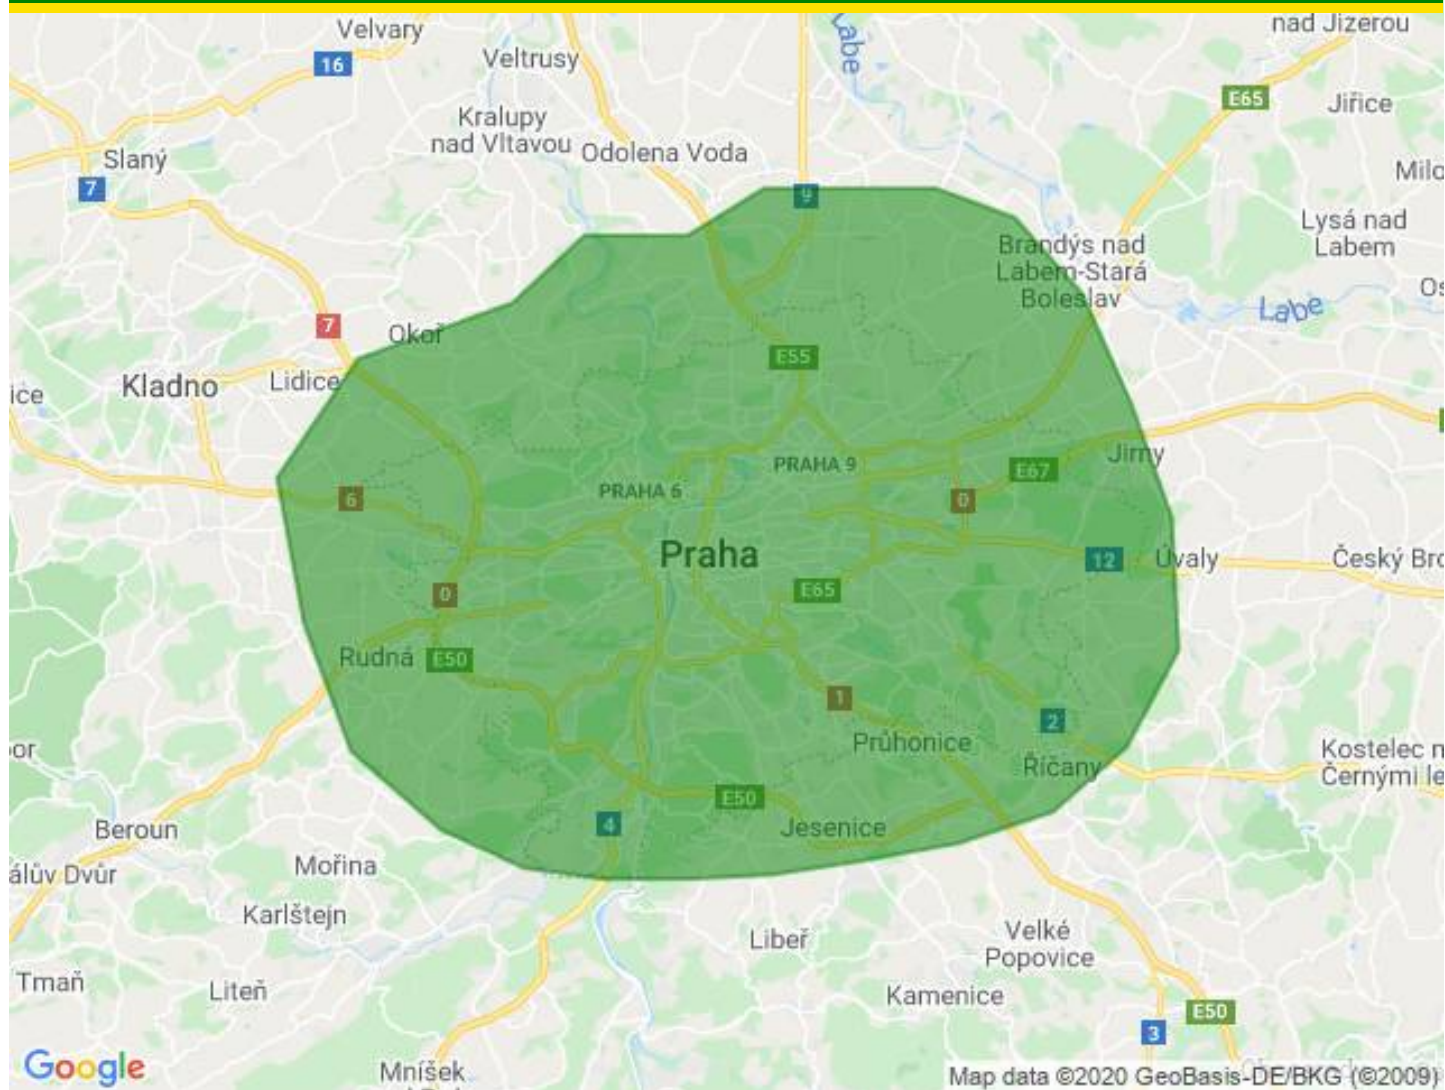 nad Jizerou
Velvary
Labe
16
Veltrusy
E65
Jiřice
Kralupy
nad Vltavou
Odolena Voda
Slaný
7
9
Lysá nad
Labem
Brandýs nad
Labem-Stará
Boleslav
Labe
7
Okoř
E55
Kladno
Lidice
PRAHA 9
Jirny
E67
PRAHA 6
6
0
Praha
12
Úvaly
Český Bro
E65
0
Rudná
E50
1
2
Průhonice
Říčany
Kostelec n
Černými le
E50
Jesenice
4
Beroun
Mořina
álův Dvůr
Karlštejn
Libeř
Velké
Popovice
Tmaň
Liteň
Kamenice
E50
3
Google
Mníšek
Map data ©2020 GeoBasis-DE/BKG (©2009)